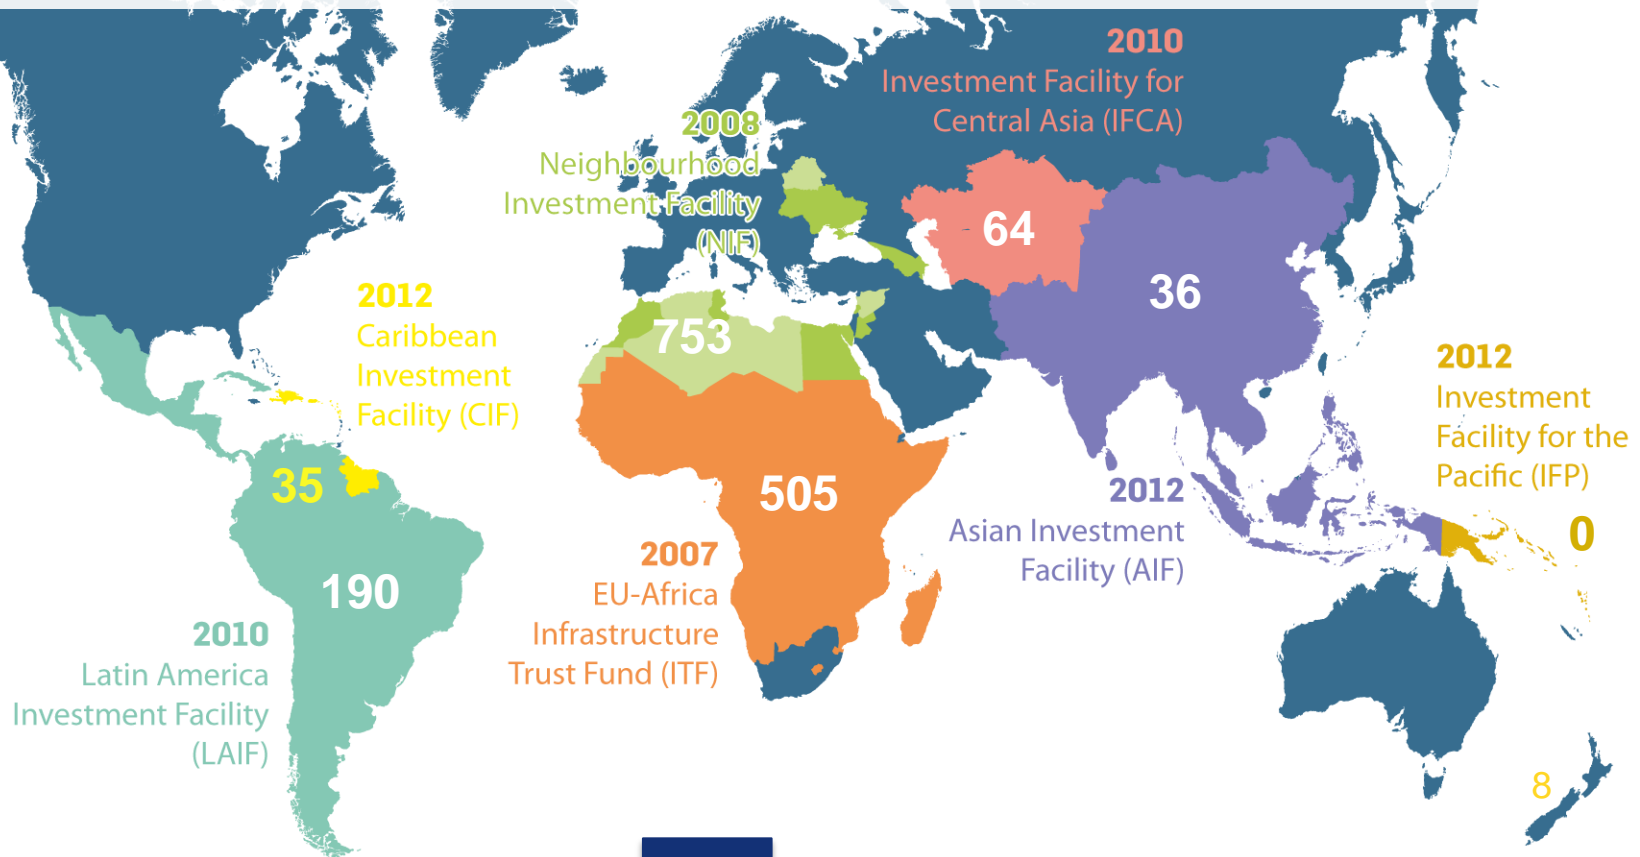 2010
Investment Facility for
Central Asia (IFCA)
2008
Neighbourhood
Investment Facility
(NIF)
64
36
2012
Caribbean
Investment
Facility (CIF)
753
2012
Investment
Facility for the
Pacific (IFP)
35
505
2012
Asian Investment
Facility (AIF)
0
2007
EU-Africa
Infrastructure
Trust Fund (ITF)
190
2010
Latin America
Investment Facility
(LAIF)
8